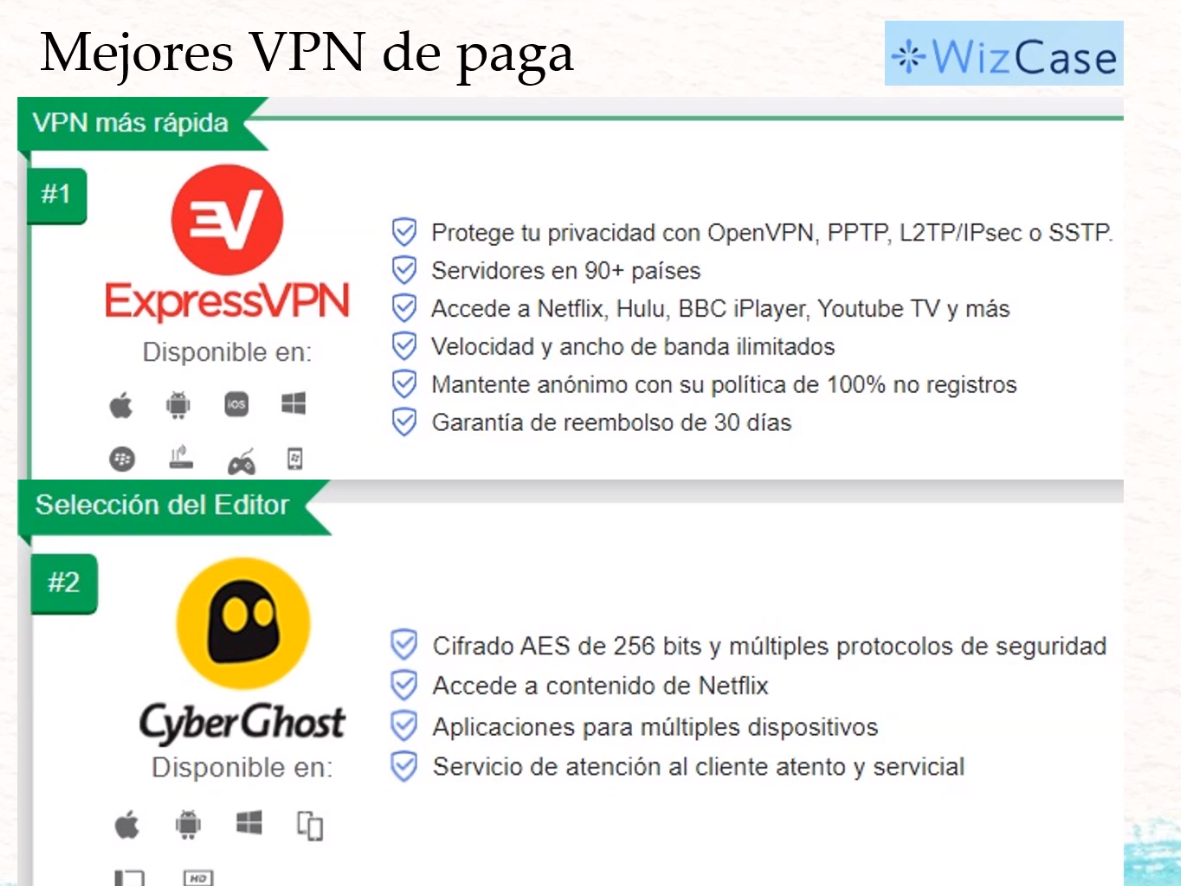 Mejores VPN de paga
WizCase
VPN más rápida
#1
ExpressVPN
Disponible en:
iOS
Protege tu privacidad con OpenVPN, PPTP, L2TP/IPsec o SSTP.
Servidores en 90+ países
Accede a Netflix, Hulu, BBC iPlayer, Youtube TV y más
Velocidad y ancho de banda ilimitados
Mantente anónimo con su política de 100% no registros
Garantía de reembolso de 30 días
Selección del Editor
#2
CyberGhost
Disponible en:
HD
Cifrado AES de 256 bits y múltiples protocolos de seguridad
Accede a contenido de Netflix
Aplicaciones para múltiples dispositivos
Servicio de atención al cliente atento y servicial